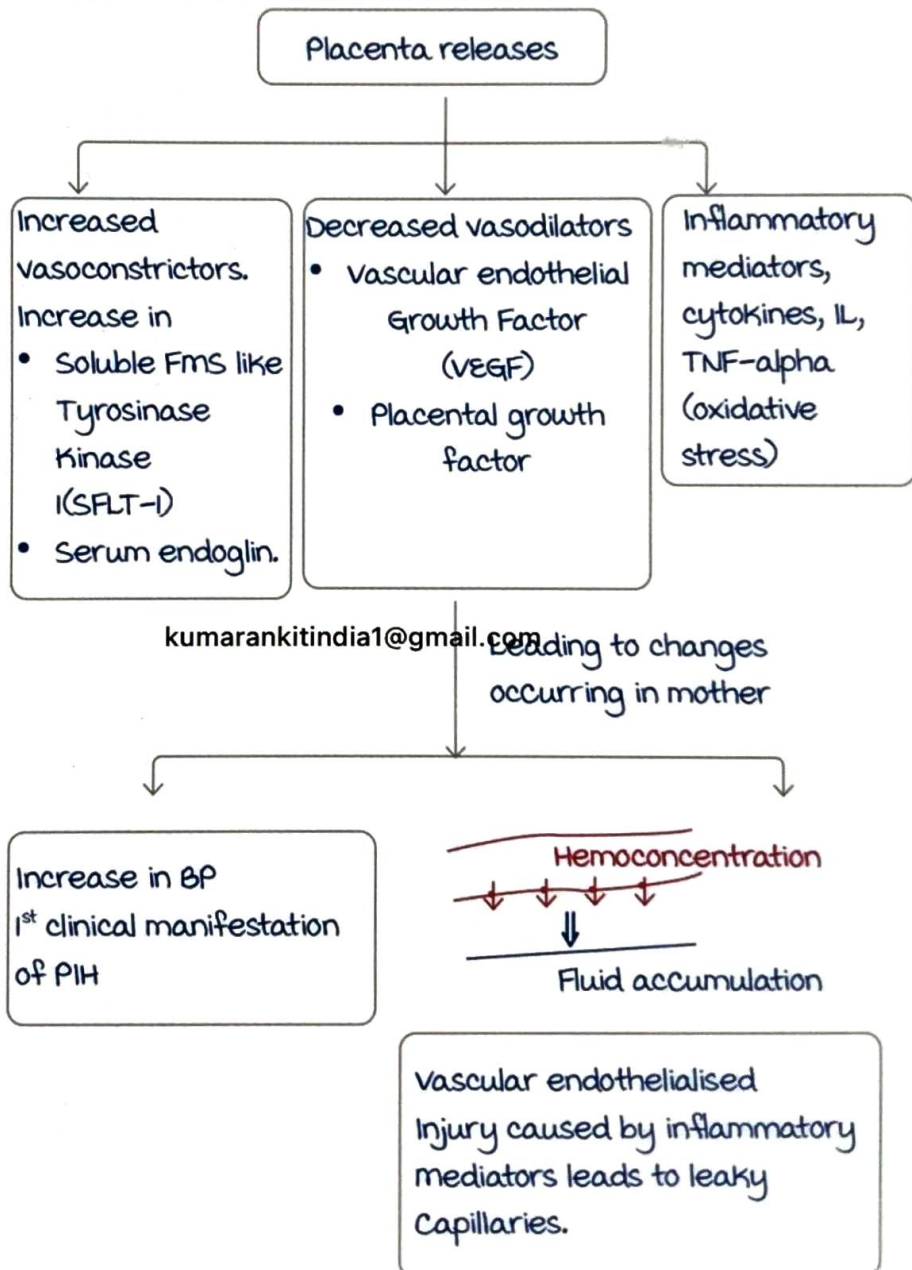 Placenta releases
Increased
vasoconstrictors.
Increase in
• Soluble Fms like
Tyrosinase
Kinase
1(SFLT-1)
• Serum endoglin.
Decreased vasodilators
• Vascular endothelial
Growth Factor
(VEGF)
• Placental growth
factor
Inflammatory
mediators,
cytokines, IL,
TNF-alpha
(oxidative
stress)
kumarankitindia1@gmail.com
Leading to changes
occurring in mother
Increase in BP
1st clinical manifestation
of PIH
Hemoconcentration
Fluid accumulation
Vascular endothelialised
Injury caused by inflammatory
mediators leads to leaky
Capillaries.